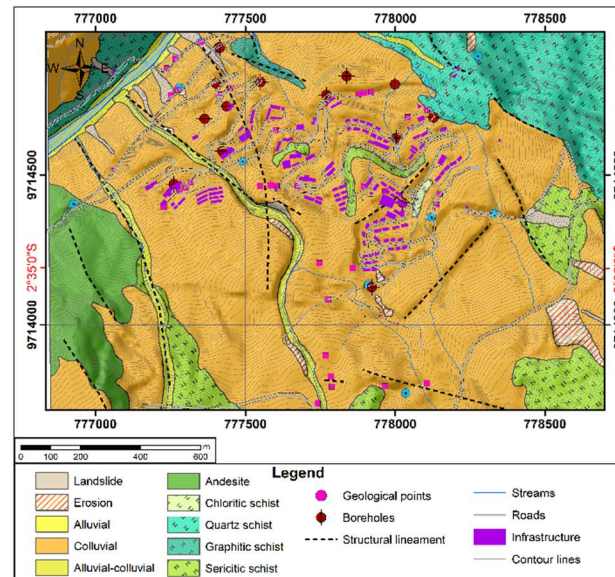 777000 777500 778000 778500
N
W E
S
9714500
2°35'0"S
9714000
777000 777500 778000 778500
0 100 200 400 600
m
Legend
Landslide
Erosion
Alluvial
Colluvial
Alluvial-colluvial
Andesite
Chloritic schist
Quartz schist
Graphitic schist
Sericitic schist
Geological points
Boreholes
Structural lineament
Streams
Roads
Infrastructure
Contour lines